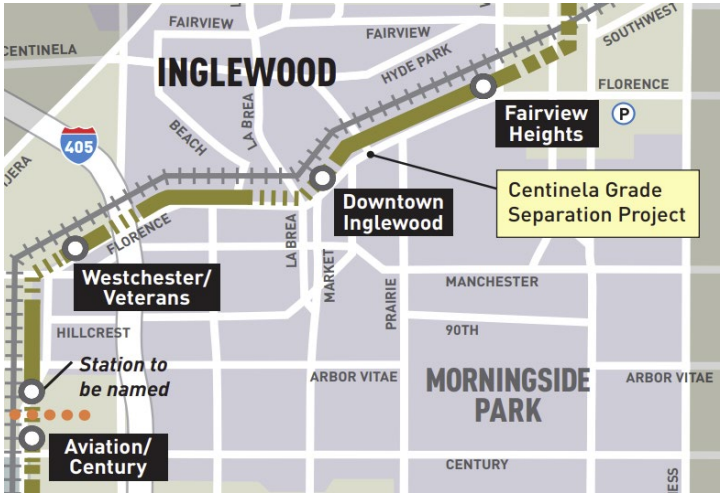 FAIRVIEW
FAIRVIEW
SOUTHWEST
CENTINELA
INGLEWOOD
HYDE PARK
FLORENCE
LA BREA
BEACH
405
Fairview
Heights
P
Centinela Grade
Separation Project
Downtown
Inglewood
FLORENCE
LA BREA
MARKET
PRAIRIE
Westchester/
Veterans
MANCHESTER
HILLCREST
90TH
Station to
be named
ARBOR VITAE
MORNINGSIDE
PARK
ARBOR VITAE
Aviation/
Century
CENTURY
ESS
IJERA